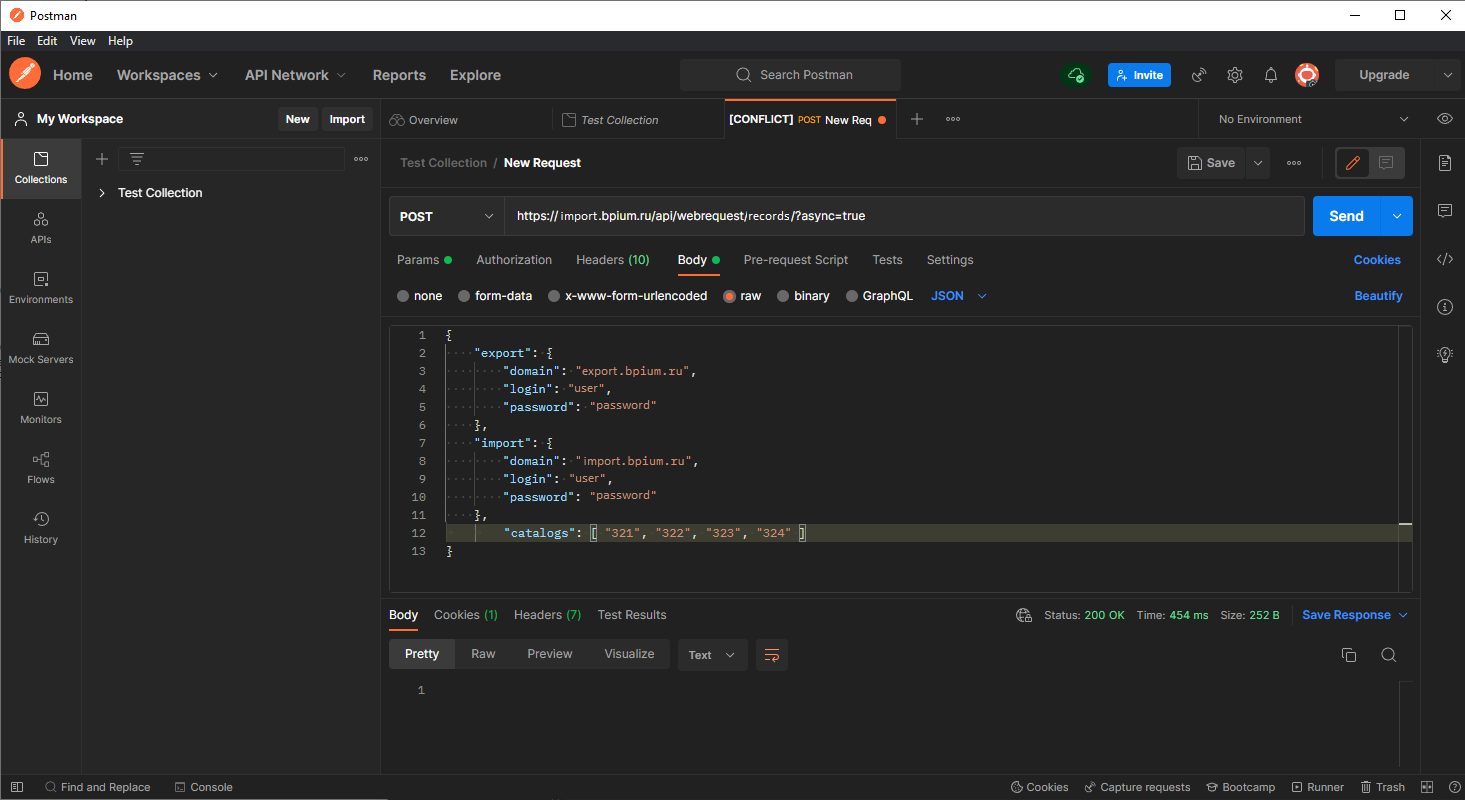 Postman
File Edit View Help
Home Workspaces API Network Reports Explore Search Postman Invite Upgrade
My Workspace New Import Overview Test Collection [CONFLICT] POST New Req No Environment
Collections
APIs
Environments
Mock Servers
Monitors
Flows
History
Test Collection
Test Collection / New Request Save
POST https://import.bpium.ru/api/webrequest/records/?async=true Send
Params Authorization Headers (10) Body Pre-request Script Tests Settings Cookies
none form-data x-www-form-urlencoded raw binary GraphQL JSON Beautify
1 {
2 "export": {
3 "domain": "export.bpium.ru",
4 "login": "user",
5 "password": "password"
6 },
7 "import": {
8 "domain": "import.bpium.ru",
9 "login": "user",
10 "password": "password"
11 },
12 "catalogs": [ "321", "322", "323", "324" ]
13 }
Body Cookies (1) Headers (7) Test Results Status: 200 OK Time: 454 ms Size: 252 B Save Response
Pretty Raw Preview Visualize Text
1
Find and Replace Console Cookies Capture requests Bootcamp Runner Trash